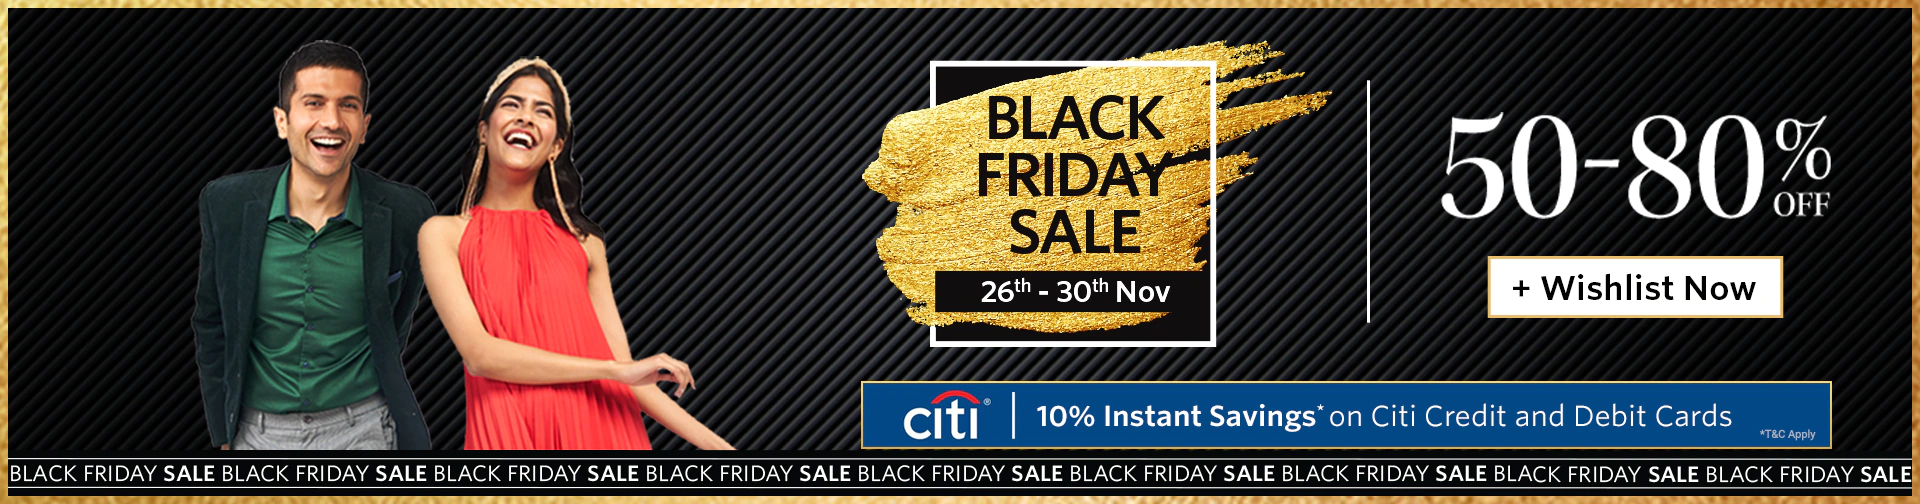 BLACK
FRIDAY
SALE
26th - 30th Nov
50-80% OFF
+ Wishlist Now
citi® | 10% Instant Savings* on Citi Credit and Debit Cards
*T&C Apply
BLACK FRIDAY SALE BLACK FRIDAY SALE BLACK FRIDAY SALE BLACK FRIDAY SALE BLACK FRIDAY SALE BLACK FRIDAY SALE BLACK FRIDAY SALE BLACK FRIDAY SALE BLACK FRIDAY SALE